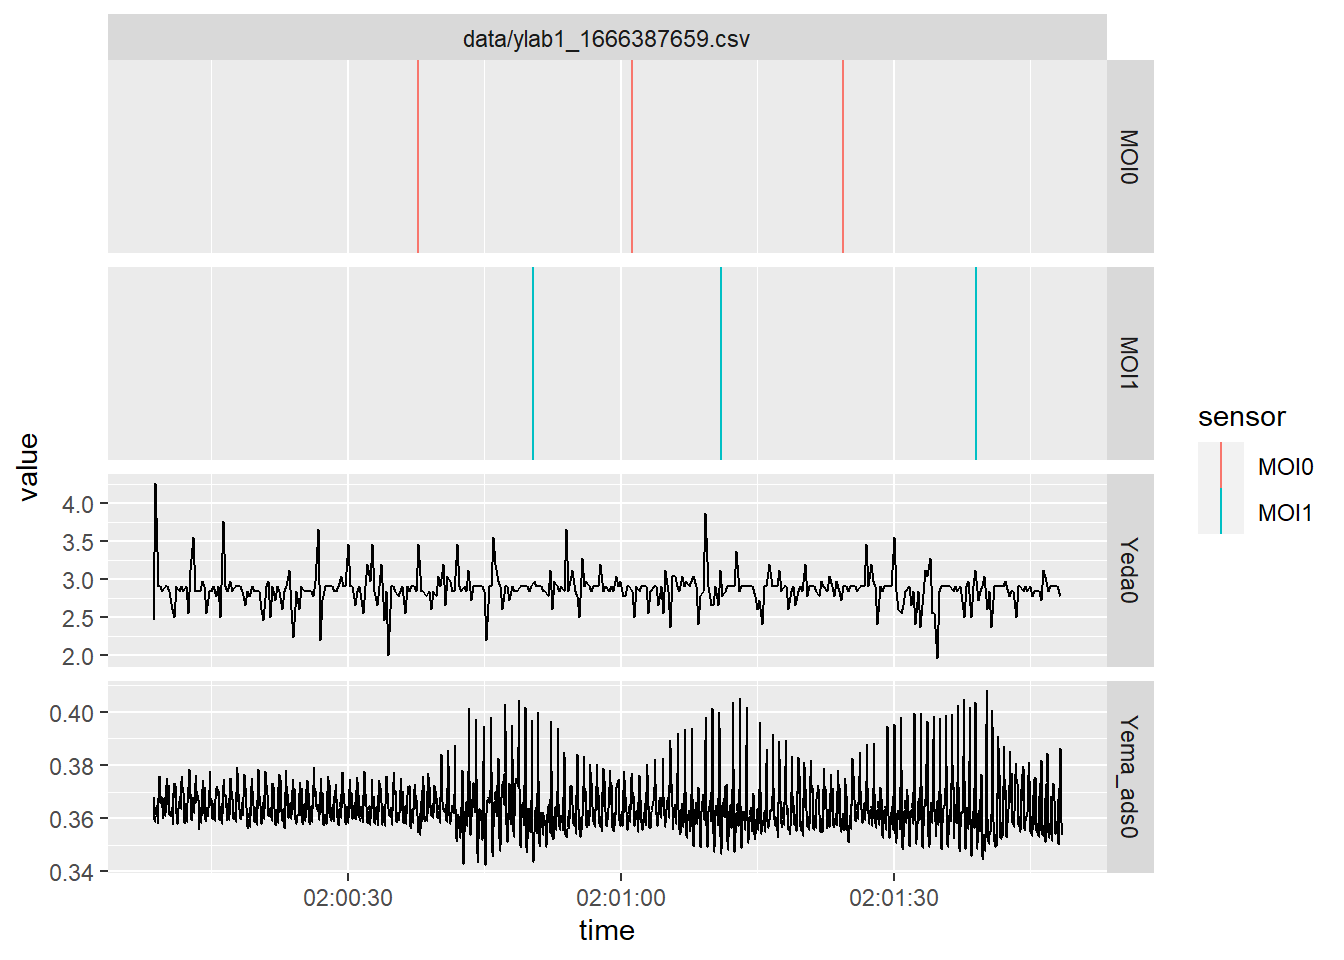 data/ylab1_1666387659.csv
MOI0
MOI1
value
4.0
3.5
3.0
2.5
2.0
Yeda0
0.40
0.38
0.36
0.34
Yema_ads0
02:00:30
02:01:00
02:01:30
time
sensor
MOI0
MOI1